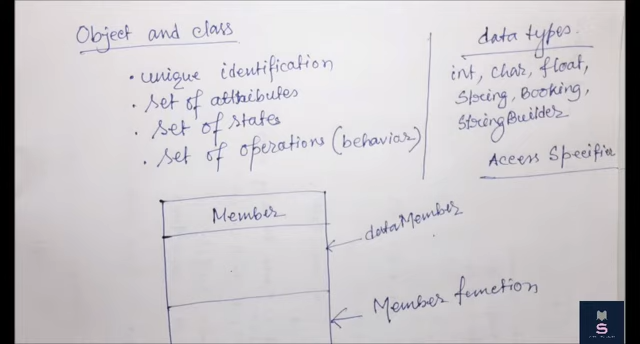 Object and class
• unique identification
• set of attributes
• set of states
• set of operations (behavior)
data types.
int, char, float,
String, Booking,
StringBuilder
Access Specifier
Member
dataMember
Member function
S